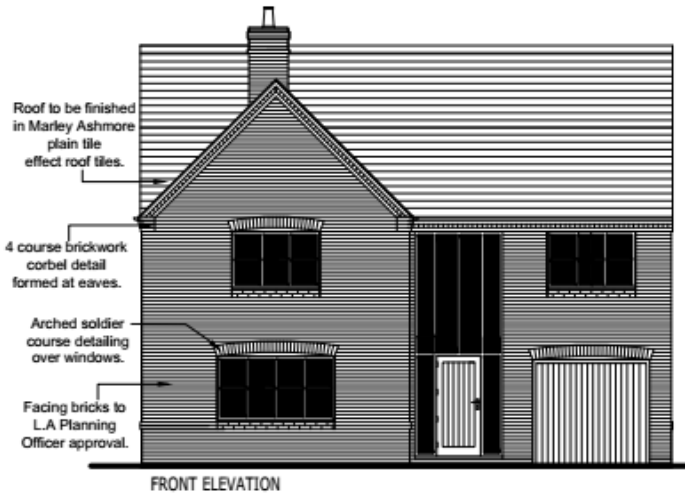 Roof to be finished
in Marley Ashmore
plain tile
effect roof tiles.
4 course brickwork
corbel detail
formed at eaves.
Arched soldier
course detailing
over windows.
Facing bricks to
L.A Planning
Officer approval.
FRONT ELEVATION